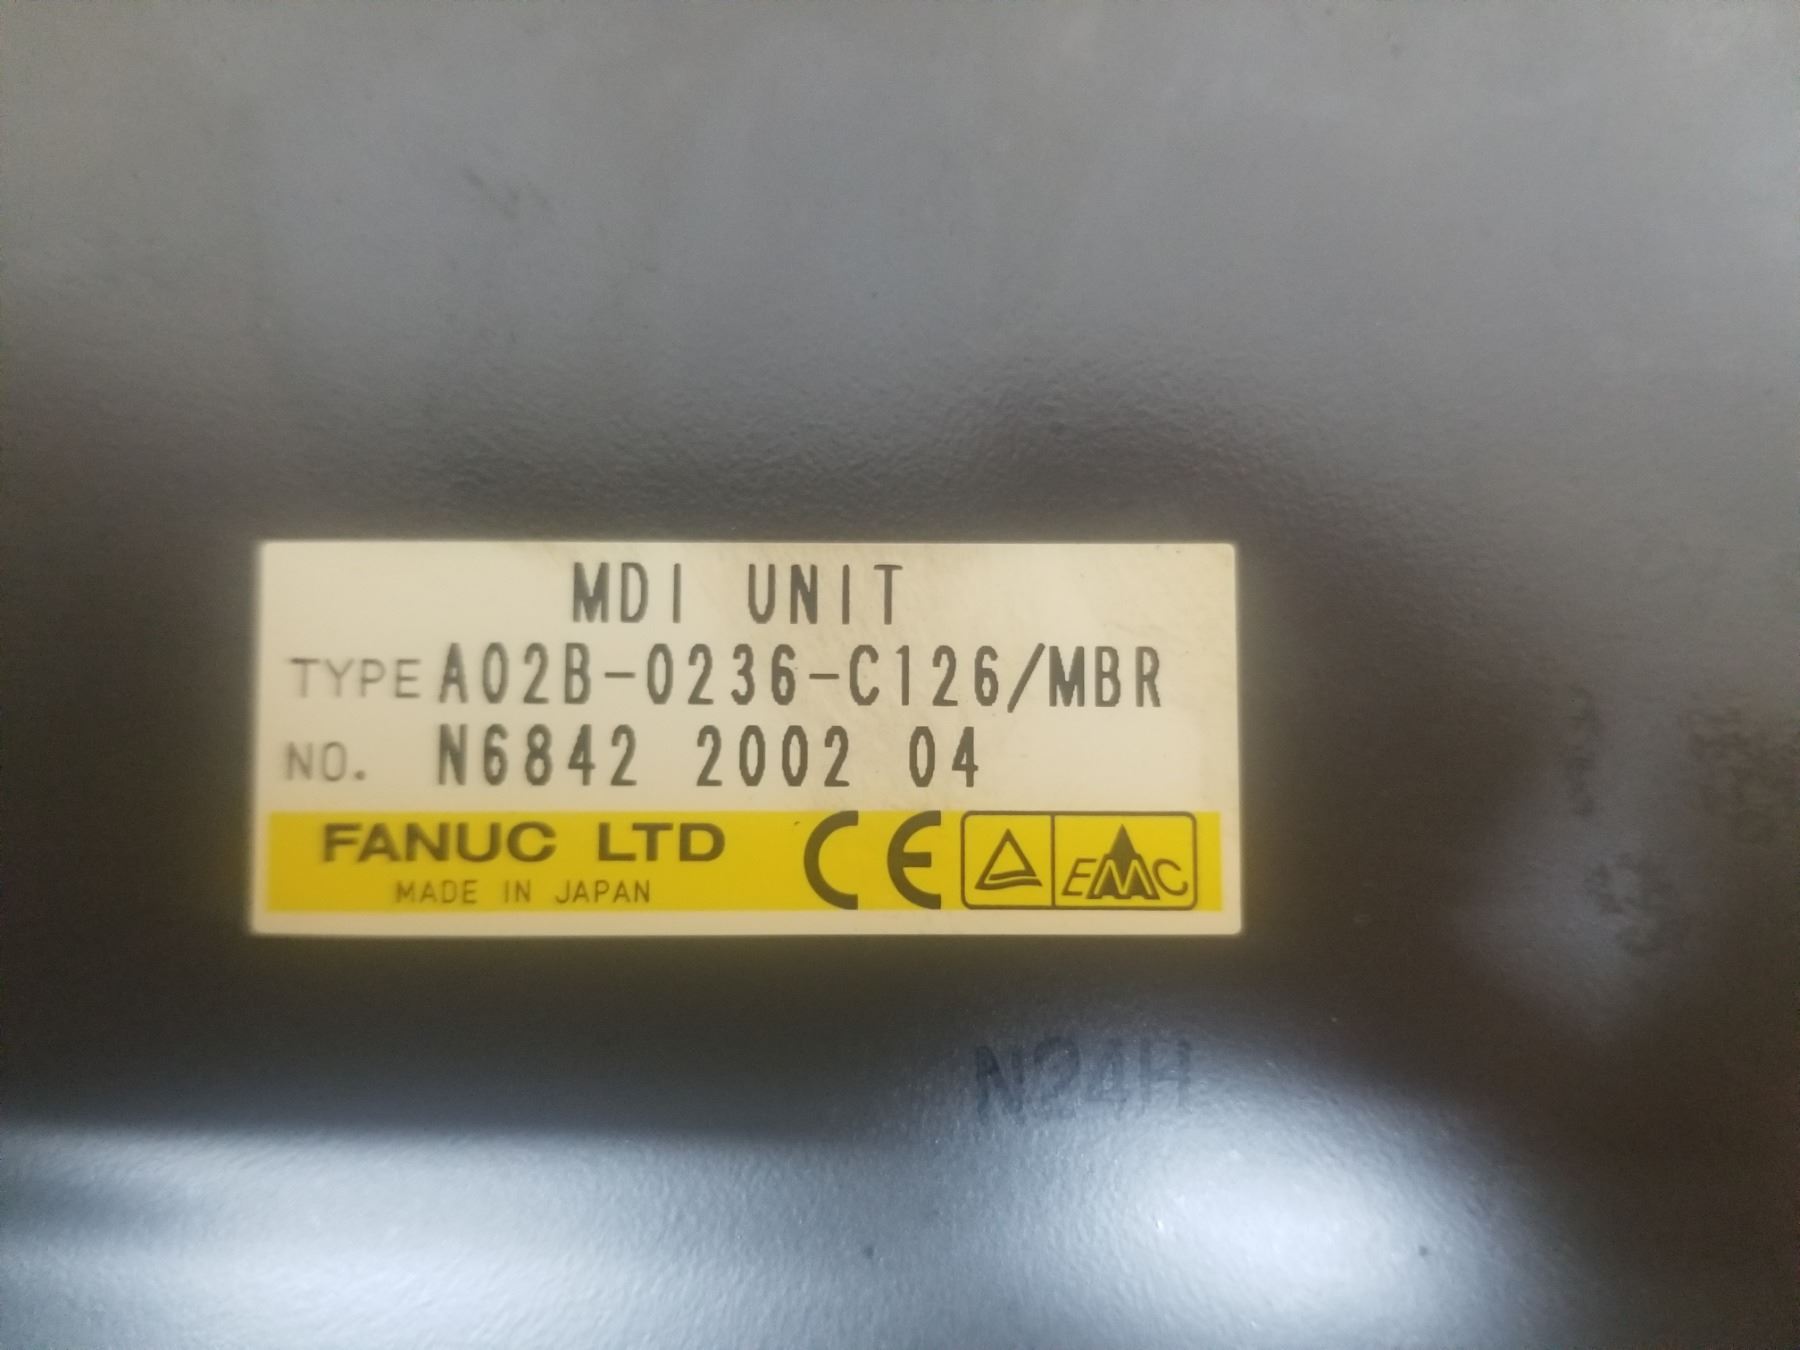 MDI UNIT
TYPE A02B-0236-C126/MBR
NO. N6842 2002 04
FANUC LTD
MADE IN JAPAN
CE
EMC
N24H